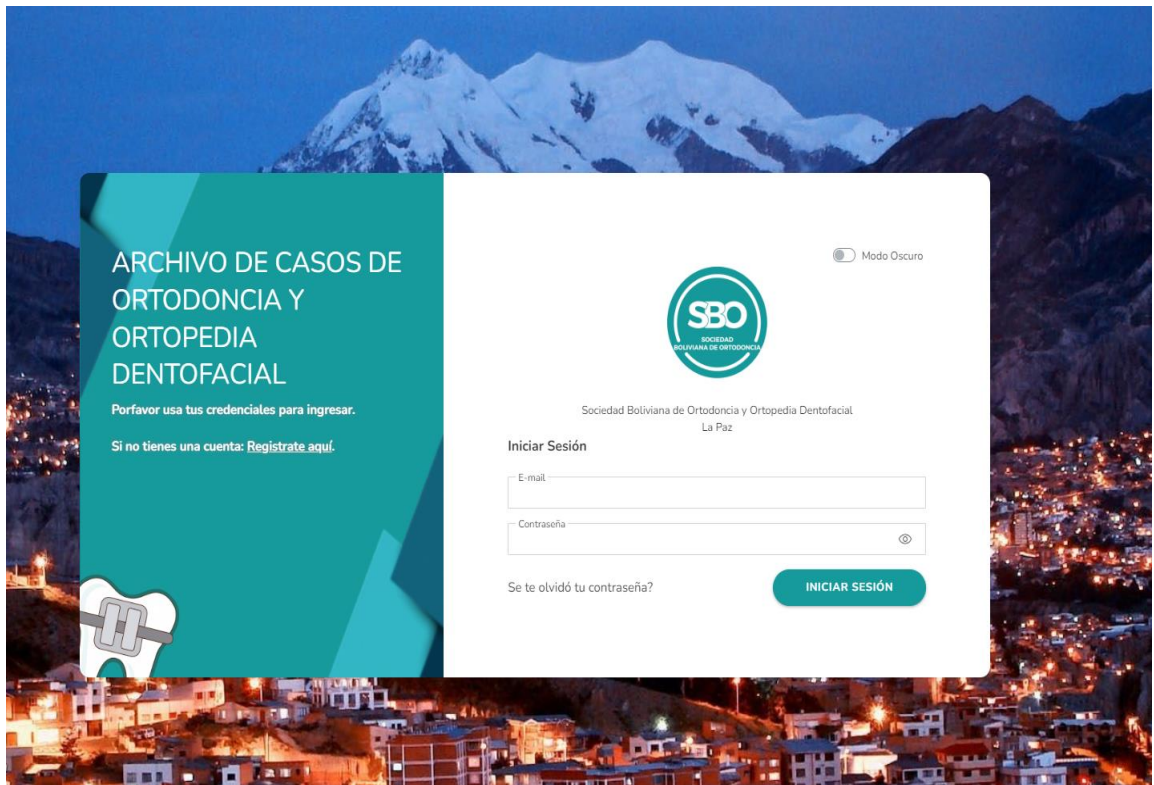 ARCHIVO DE CASOS DE
ORTODONCIA Y
ORTOPEDIA
DENTOFACIAL
Porfavor usa tus credenciales para ingresar.
Si no tienes una cuenta: Registrate aquí.
Modo Oscuro
SBO
SOCIEDAD
BOLIVIANA DE ORTODONCIA
Sociedad Boliviana de Ortodoncia y Ortopedia Dentofacial
La Paz
Iniciar Sesión
E-mail
Contraseña
Se te olvidó tu contraseña?
INICIAR SESIÓN